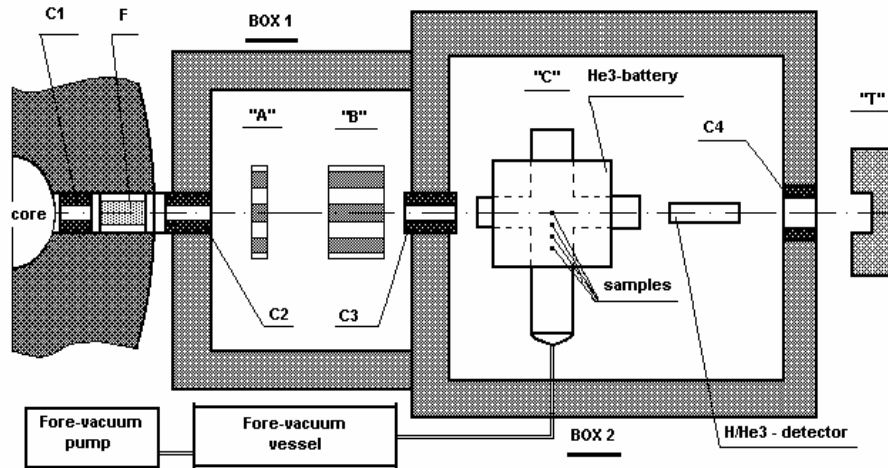 C1
F
BOX 1
"A"
"B"
"C"
He3-battery
"T"
C4
core
samples
C2
C3
Fore-vacuum
pump
Fore-vacuum
vessel
BOX 2
H/He3 - detector